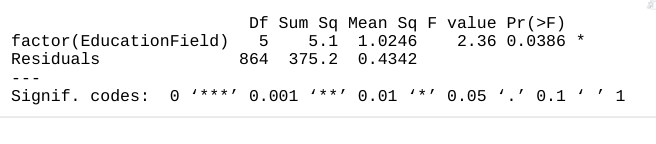 Df Sum Sq Mean Sq F value Pr(>F)
factor(EducationField) 5 5.1 1.0246 2.36 0.0386 *
Residuals 864 375.2 0.4342
---
Signif. codes: 0 ‘***’ 0.001 ‘**’ 0.01 ‘*’ 0.05 ‘.’ 0.1 ‘ ’ 1